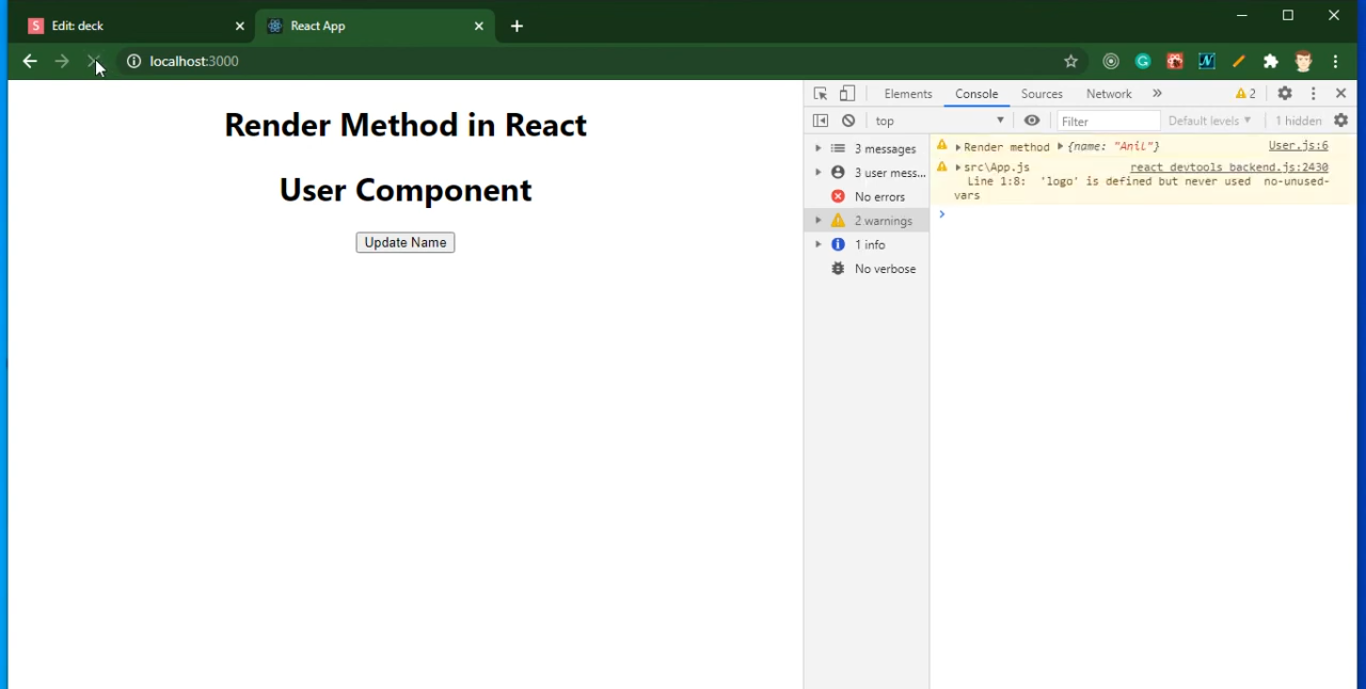 S Edit: deck
React App
localhost:3000
Render Method in React
User Component
Update Name
Elements Console Sources Network » 2
top Filter Default levels 1 hidden
3 messages
3 user mess...
No errors
2 warnings
1 info
No verbose
Render method {name: "Anil"} User.js:6
src\App.js react_devtools_backend.js:2430
Line 1:8: 'logo' is defined but never used no-unused-
vars